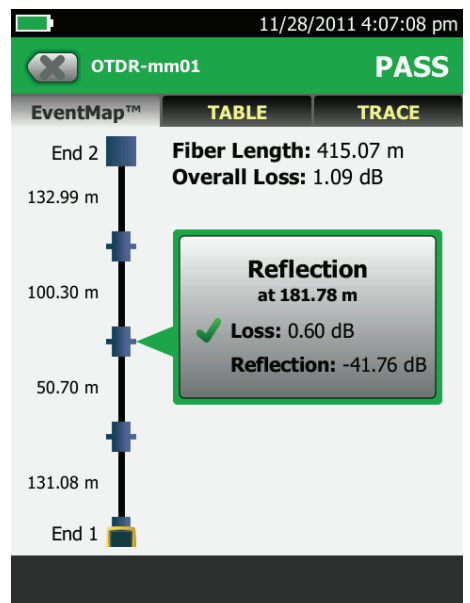 11/28/2011 4:07:08 pm
OTDR-mm01
PASS
EventMap™
TABLE
TRACE
End 2
Fiber Length: 415.07 m
Overall Loss: 1.09 dB
132.99 m
Reflection
at 181.78 m
100.30 m
Loss: 0.60 dB
Reflection: -41.76 dB
50.70 m
131.08 m
End 1